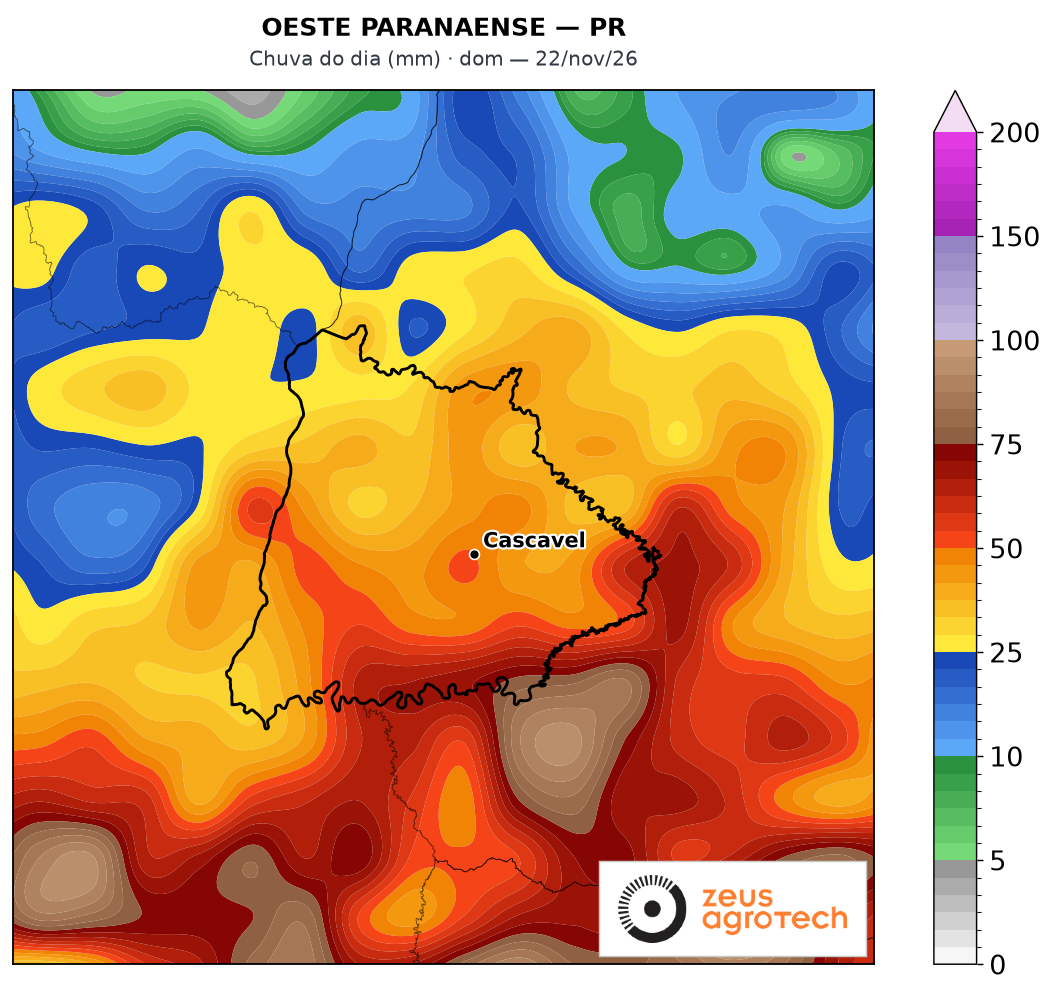 OESTE PARANAENSE — PR
Chuva do dia (mm) · dom — 22/nov/26
200
150
100
75
50
25
10
5
0
Cascavel
zeus
agrotech